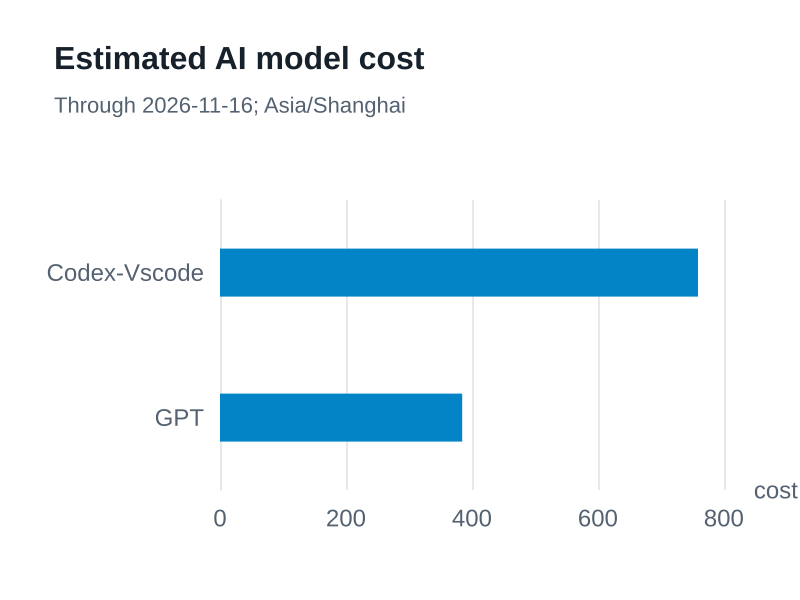 Estimated AI model cost
Through 2026-11-16; Asia/Shanghai
Codex-Vscode
GPT
cost
0 200 400 600 800